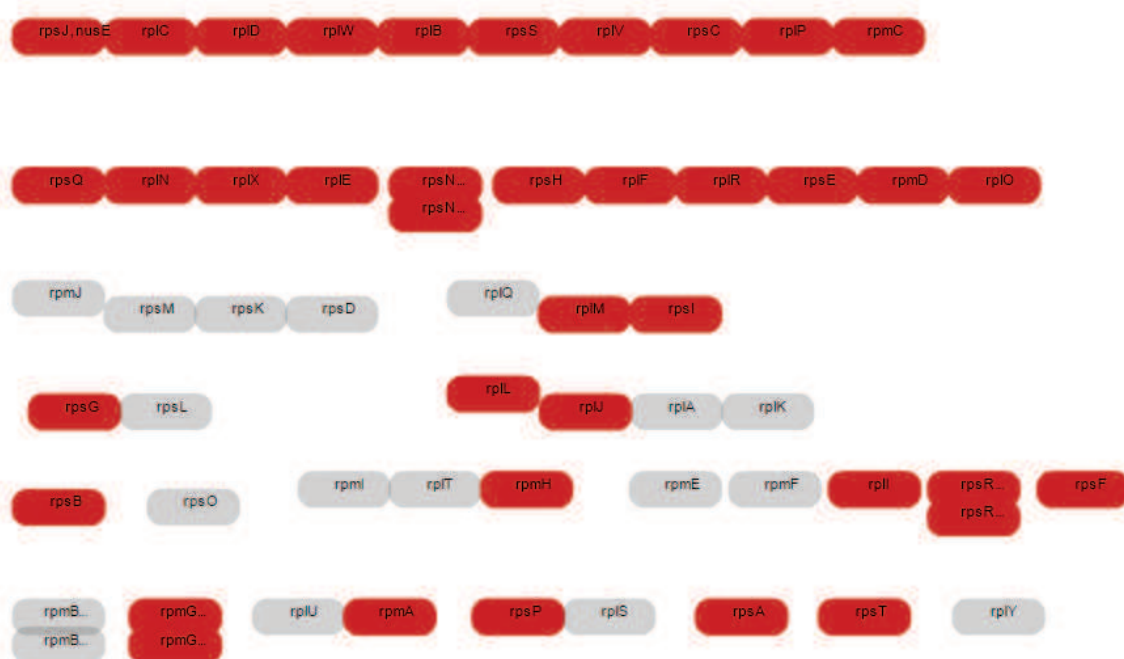 rpsJ,nusE rplC rplD rplW rplB rpsS rplV rpsC rplP rpmC
rpsQ rplN rplX rplE rpsN... rpsH rplF rplR rpsE rpmD rplO
rpsN...
rpmJ rpsM rpsK rpsD rplQ rplM rpsI
rpsG rpsL rplL rplJ rplA rplK
rpsB rpsO rpmI rplT rpmH rpmE rpmF rplI rpsR... rpsF
rpsR...
rpmB... rpmG... rplU rpmA rpsP rplS rpsA rpsT rplY
rpmB... rpmG...